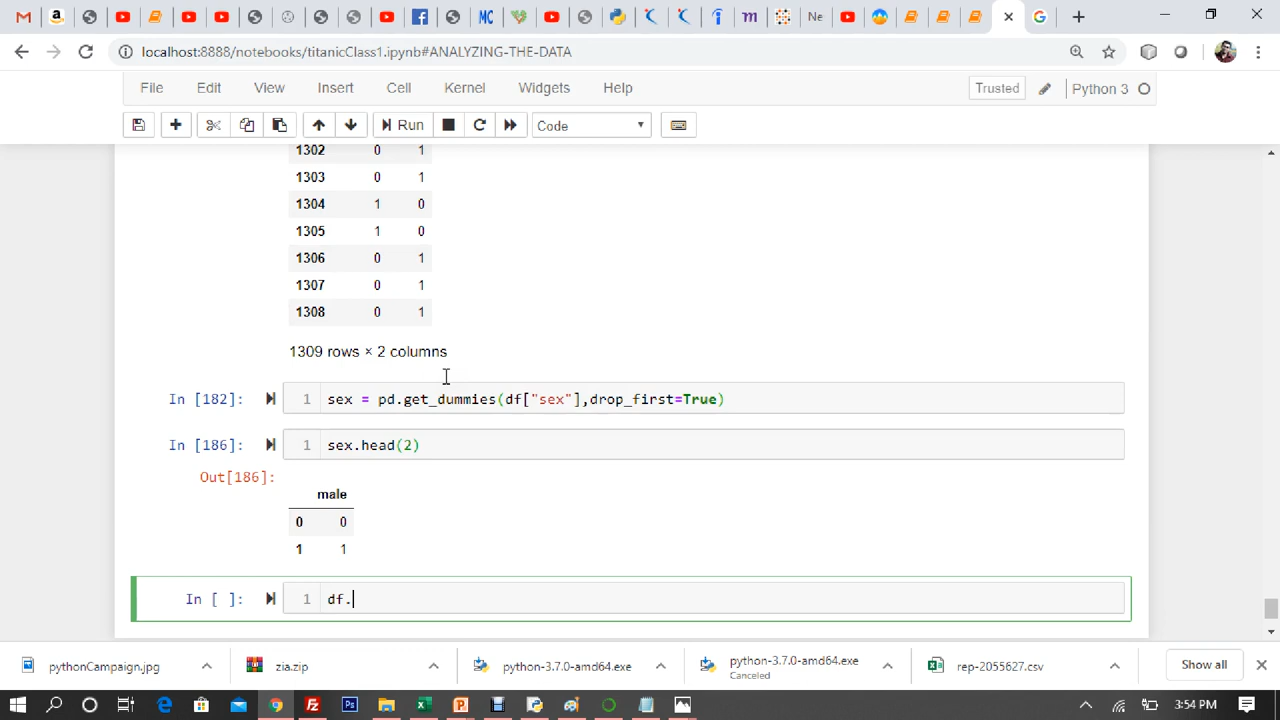 MC
Ne
localhost:8888/notebooks/titanicClass1.ipynb#ANALYZING-THE-DATA
File Edit View Insert Cell Kernel Widgets Help Trusted Python 3
Run Code
1302 0 1
1303 0 1
1304 1 0
1305 1 0
1306 0 1
1307 0 1
1308 0 1
1309 rows × 2 columns
In [182]: 1 sex = pd.get_dummies(df["sex"],drop_first=True)
In [186]: 1 sex.head(2)
Out[186]:
male
0 0
1 1
In [ ]: 1 df.
pythonCampaign.jpg zia.zip python-3.7.0-amd64.exe python-3.7.0-amd64.exe rep-2055627.csv Show all
Canceled
3:54 PM